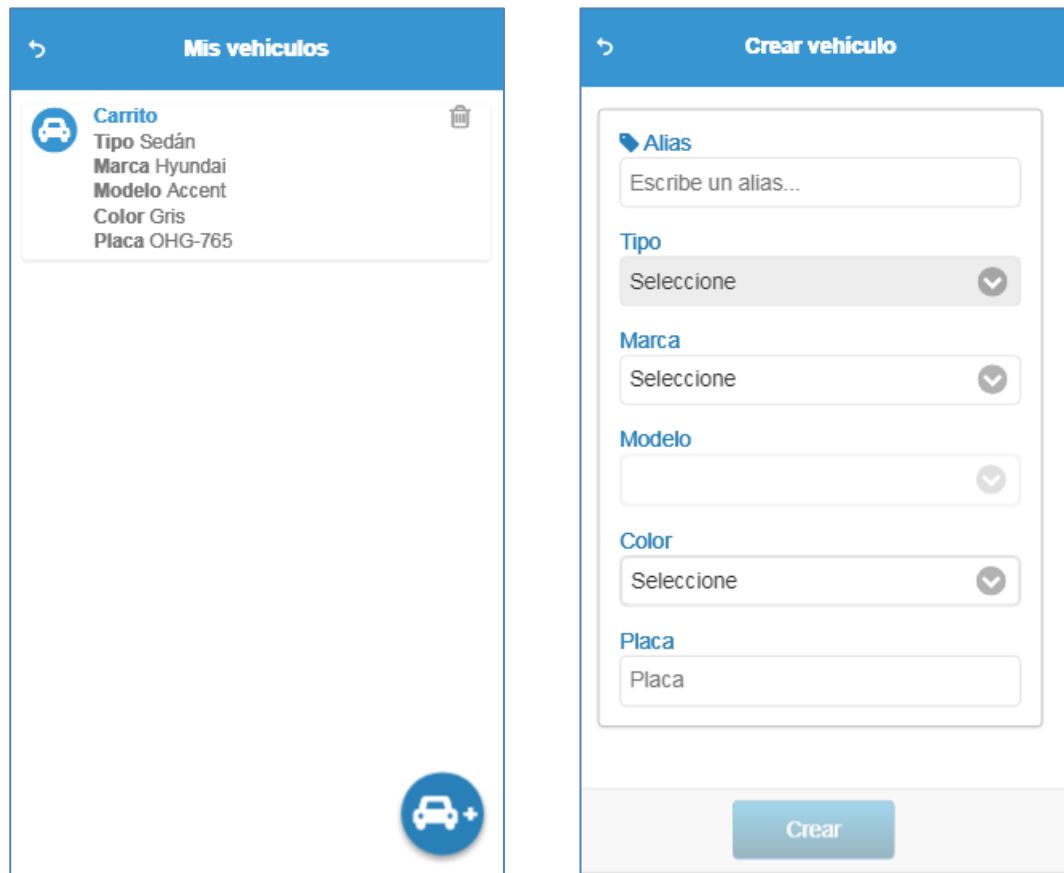 Mis vehículos
Carrito
Tipo Sedán
Marca Hyundai
Modelo Accent
Color Gris
Placa OHG-765
Crear vehículo
Alias
Escribe un alias...
Tipo
Seleccione
Marca
Seleccione
Modelo
Color
Seleccione
Placa
Placa
Crear